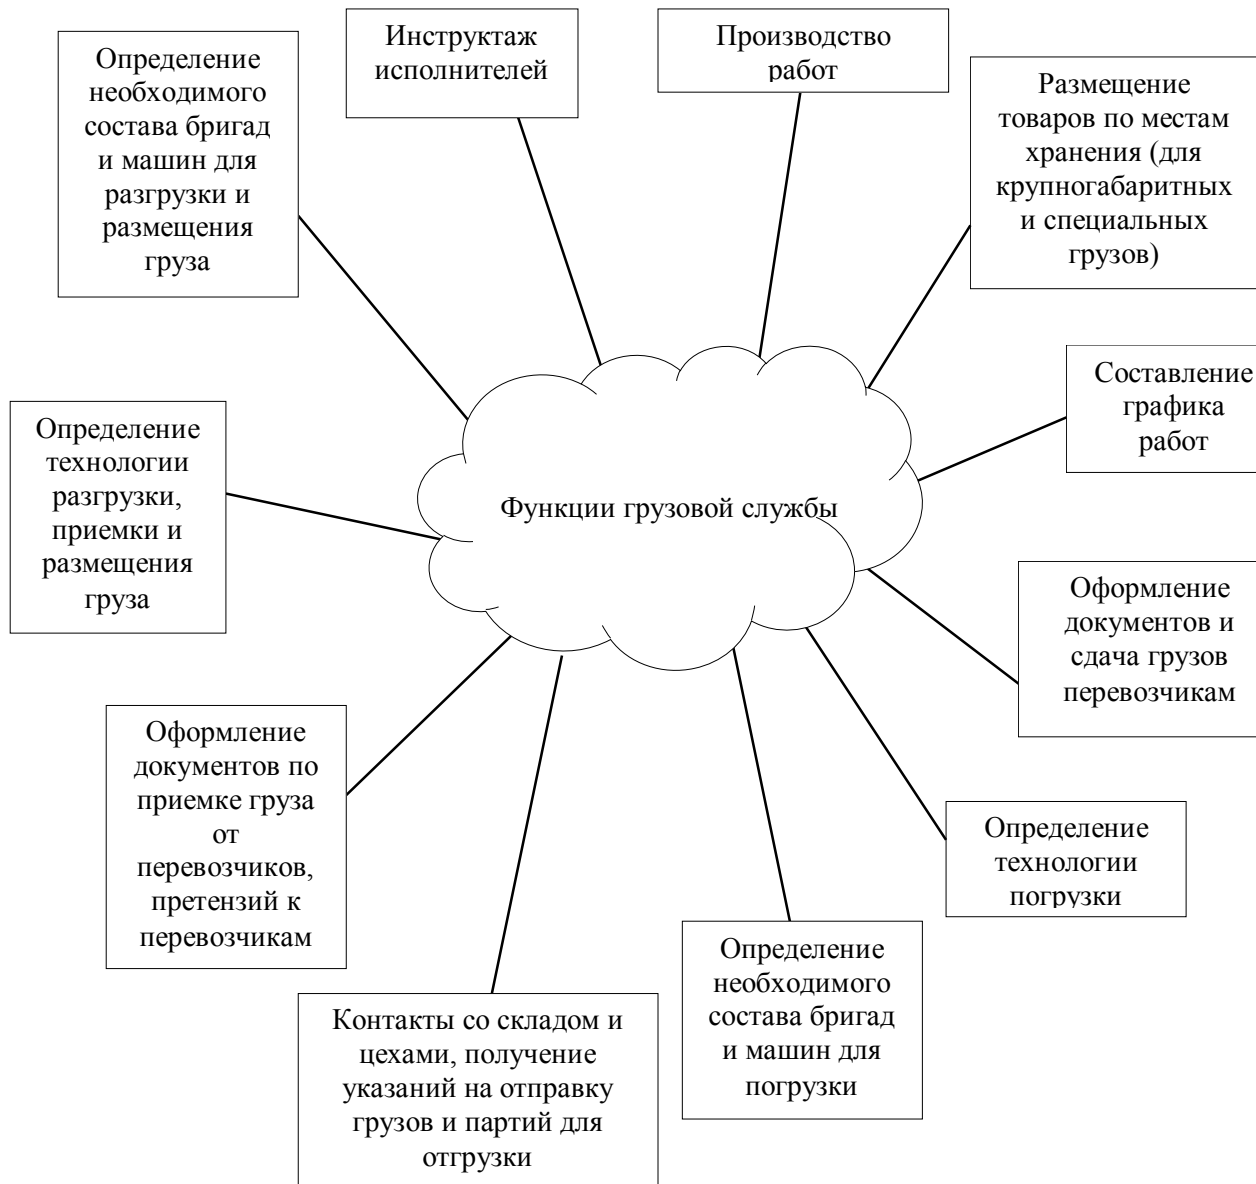 Инструктаж
исполнителей
Производство
работ
Определение
необходимого
состава бригад
и машин для
разгрузки и
размещения
груза
Размещение
товаров по местам
хранения (для
крупногабаритных
и специальных
грузов)
Составление
графика
работ
Определение
технологии
разгрузки,
приемки и
размещения
груза
Функции грузовой службы
Оформление
документов и
сдача грузов
перевозчикам
Оформление
документов по
приемке груза
от
перевозчиков,
претензий к
перевозчикам
Определение
технологии
погрузки
Определение
необходимого
состава бригад
и машин для
погрузки
Контакты со складом и
цехами, получение
указаний на отправку
грузов и партий для
отгрузки